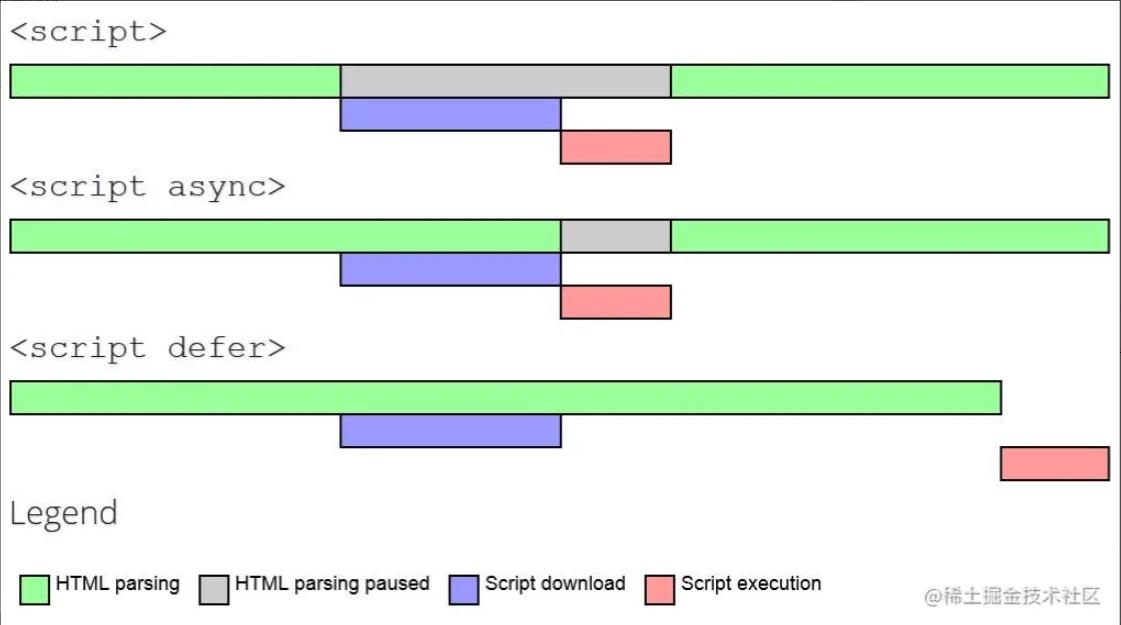 <script>
<script async>
<script defer>
Legend
HTML parsing HTML parsing paused Script download Script execution
@稀土掘金技术社区